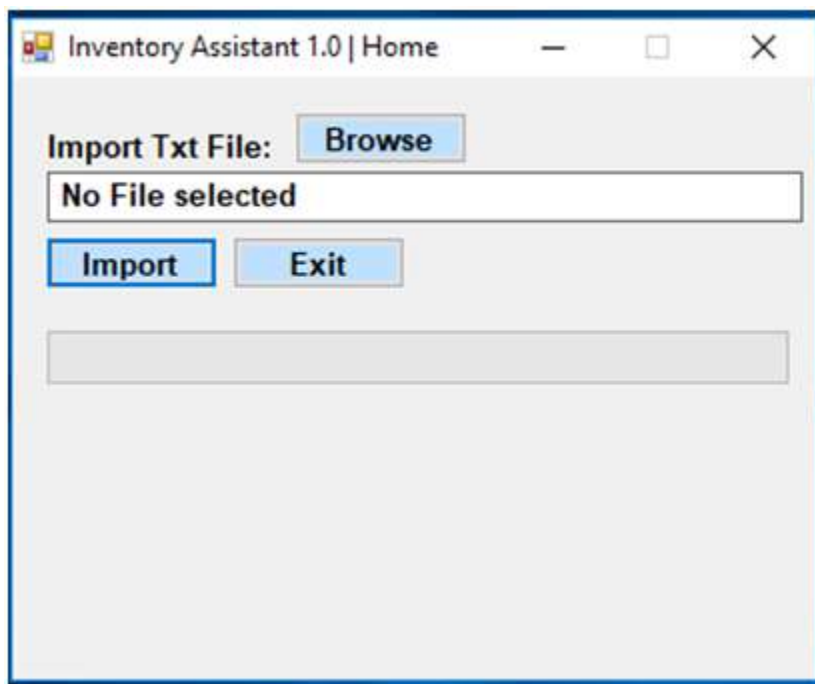 Inventory Assistant 1.0 | Home
Import Txt File: Browse
No File selected
Import Exit